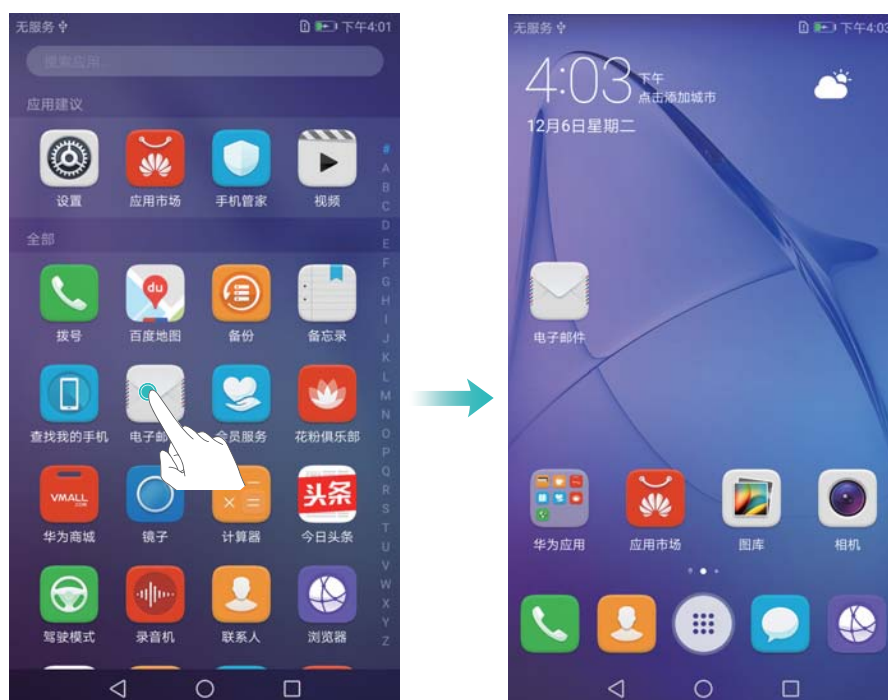 无服务
下午4:01
搜索应用...
应用建议
设置
应用市场
手机管家
视频
全部
拨号
百度地图
备份
备忘录
查找我的手机
电子邮
会员服务
花粉俱乐部
VMALL
.COM
头条
华为商城
镜子
计算器
今日头条
驾驶模式
录音机
联系人
浏览器
#
A
B
C
D
E
F
G
H
I
J
K
L
M
N
O
P
Q
R
S
T
U
V
W
X
Y
Z
du
无服务
下午4:03
4:03
下午
点击添加城市
12月6日星期二
电子邮件
华为应用
应用市场
图库
相机